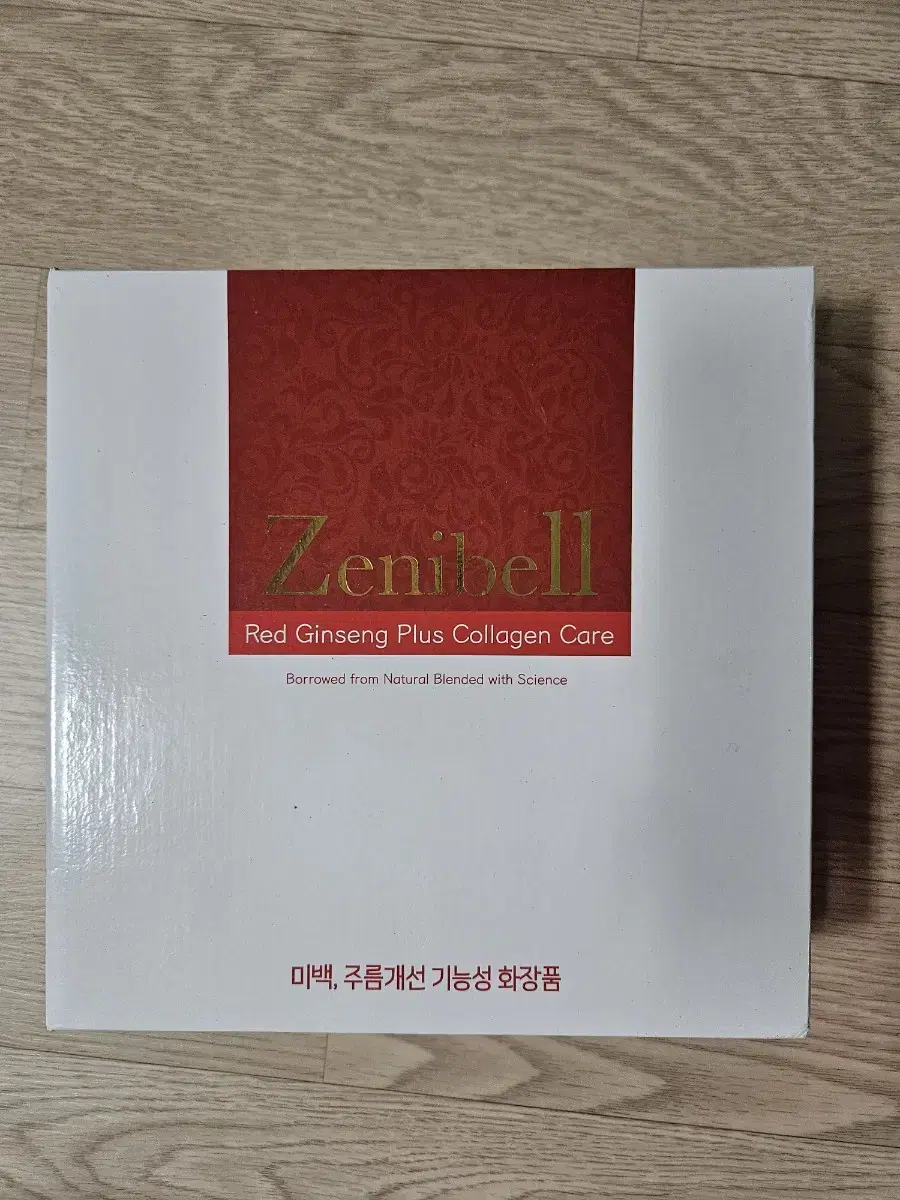 Zenibell
Red Ginseng Plus Collagen Care
Borrowed from Natural Blended with Science
미백, 주름개선 기능성 화장품